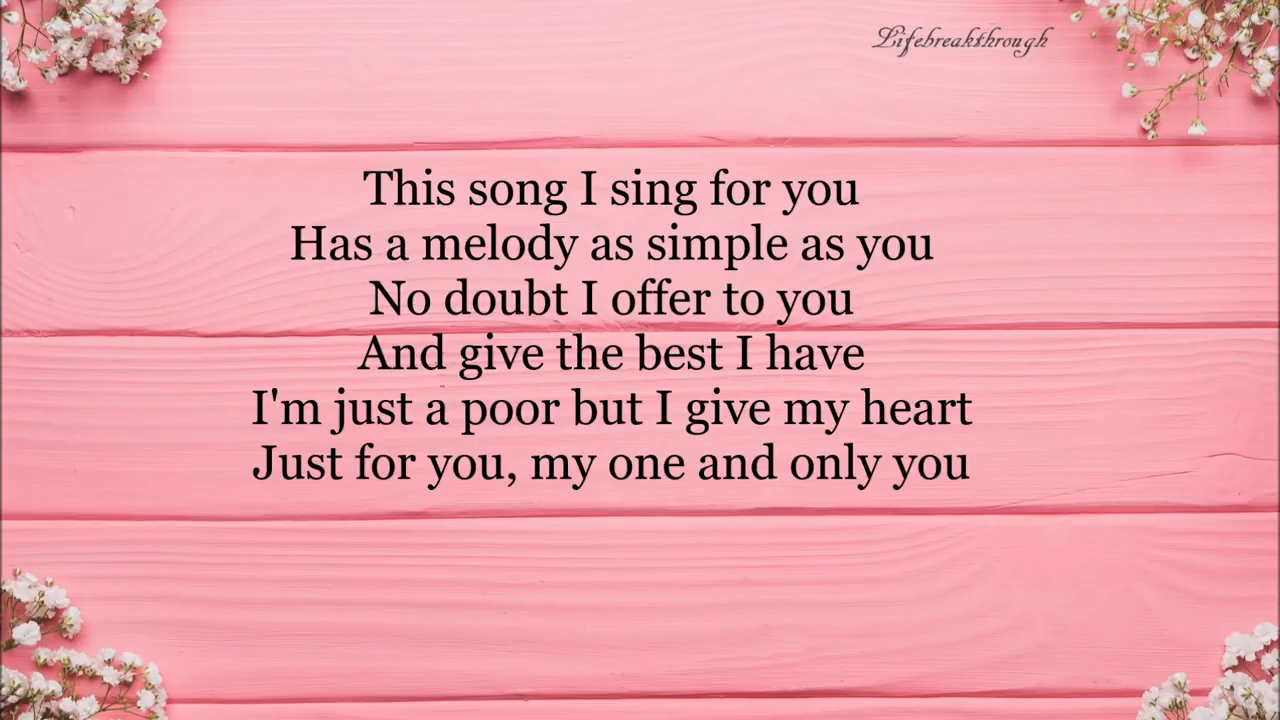 Lifebreakthrough
This song I sing for you
Has a melody as simple as you
No doubt I offer to you
And give the best I have
I'm just a poor but I give my heart
Just for you, my one and only you